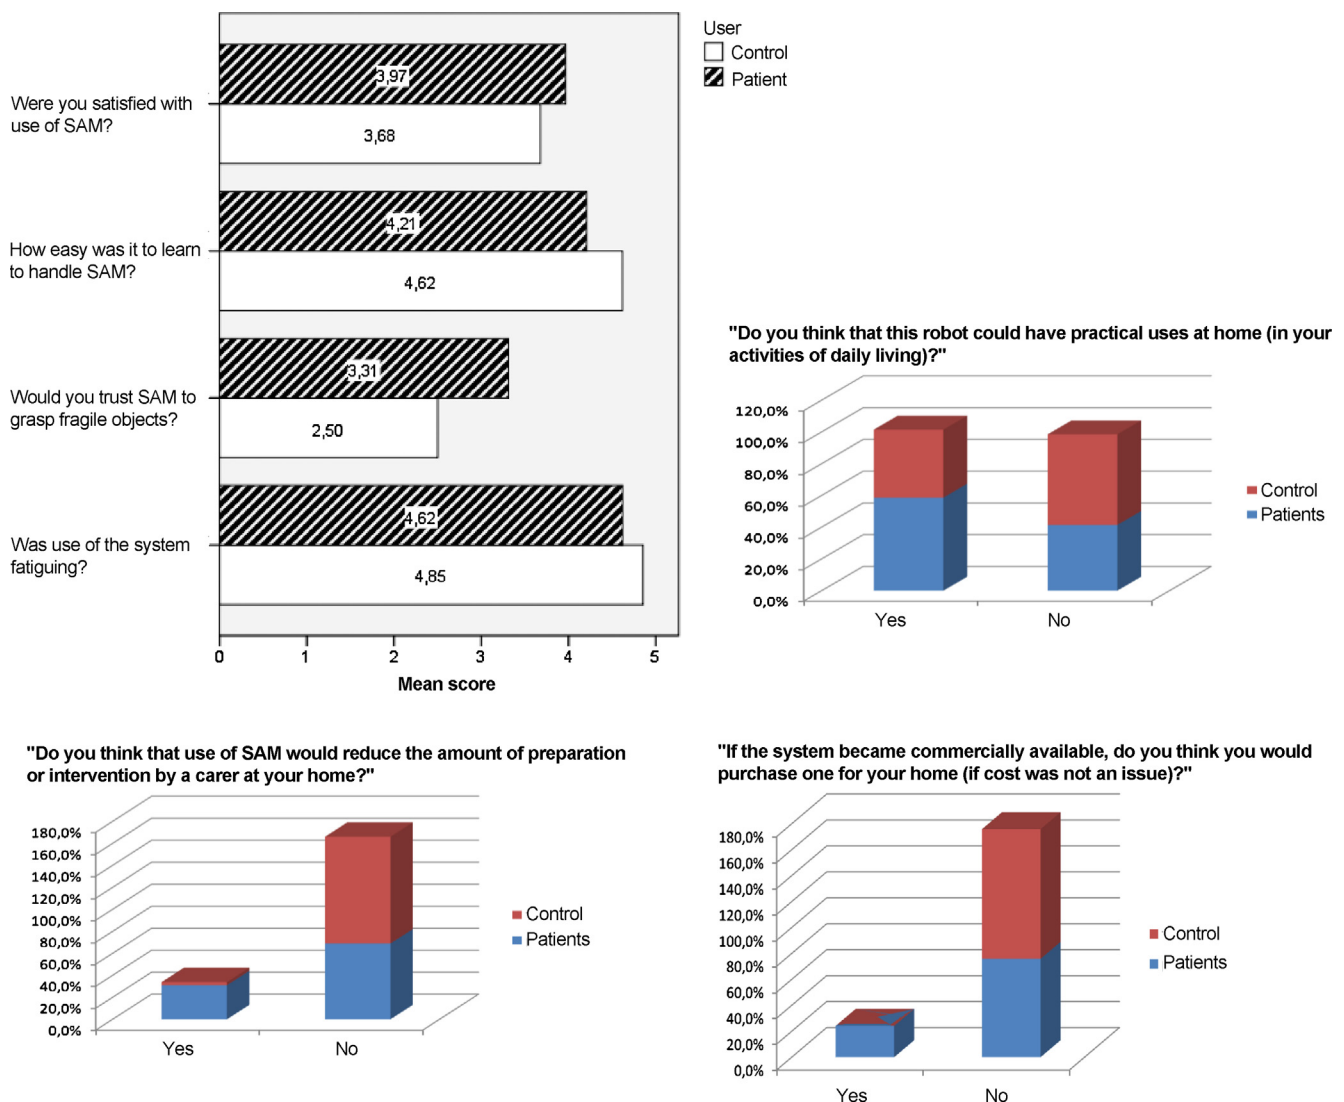 User
Control
Patient
Were you satisfied with
use of SAM?
3,97
3,68
How easy was it to learn
to handle SAM?
4,21
4,62
Would you trust SAM to
grasp fragile objects?
3,31
2,50
Was use of the system
fatiguing?
4,62
4,85
0 1 2 3 4 5
Mean score
"Do you think that this robot could have practical uses at home (in your
activities of daily living)?"
120,0%
100,0%
80,0%
60,0%
40,0%
20,0%
0,0%
Yes No
Control
Patients
"Do you think that use of SAM would reduce the amount of preparation
or intervention by a carer at your home?"
180,0%
160,0%
140,0%
120,0%
100,0%
80,0%
60,0%
40,0%
20,0%
0,0%
Yes No
Control
Patients
"If the system became commercially available, do you think you would
purchase one for your home (if cost was not an issue)?"
180,0%
160,0%
140,0%
120,0%
100,0%
80,0%
60,0%
40,0%
20,0%
0,0%
Yes No
Control
Patients